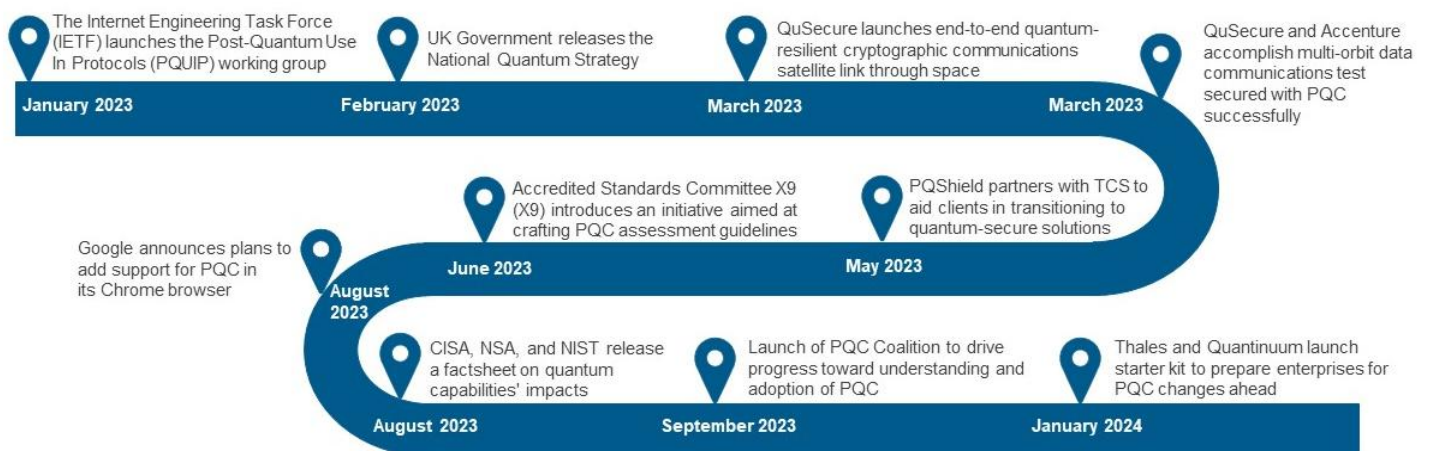 The Internet Engineering Task Force
(IETF) launches the Post-Quantum Use
In Protocols (PQUIP) working group
January 2023
UK Government releases the
National Quantum Strategy
February 2023
QuSecure launches end-to-end quantum-
resilient cryptographic communications
satellite link through space
March 2023
QuSecure and Accenture
accomplish multi-orbit data
communications test
secured with PQC
successfully
March 2023
PQShield partners with TCS to
aid clients in transitioning to
quantum-secure solutions
May 2023
Accredited Standards Committee X9
(X9) introduces an initiative aimed at
crafting PQC assessment guidelines
June 2023
Google announces plans to
add support for PQC in
its Chrome browser
August
2023
CISA, NSA, and NIST release
a factsheet on quantum
capabilities' impacts
August 2023
Launch of PQC Coalition to drive
progress toward understanding and
adoption of PQC
September 2023
Thales and Quantinuum launch
starter kit to prepare enterprises for
PQC changes ahead
January 2024